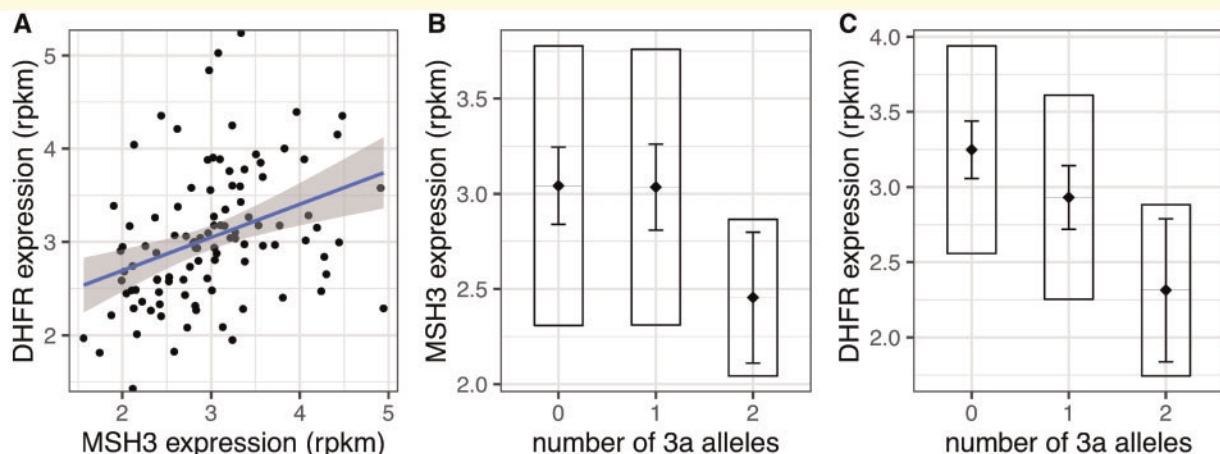 A
DHFR expression (rpkm)
5
4
3
2
2 3 4 5
MSH3 expression (rpkm)
B
MSH3 expression (rpkm)
3.5
3.0
2.5
2.0
0 1 2
number of 3a alleles
C
DHFR expression (rpkm)
4.0
3.5
3.0
2.5
2.0
0 1 2
number of 3a alleles